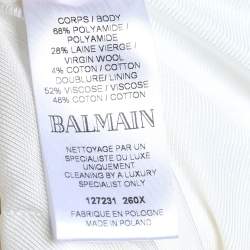 CORPS / BODY
68% POLYAMIDE /
POLYAMIDE
28% LAINE VIERGE /
VIRGIN WOOL
4% COTON / COTTON
DOUBLURE/ LINING
52% VISCOSE / VISCOSE
48% COTON / COTTON
BALMAIN
NETTOYAGE PAR UN
SPECIALISTE DU LUXE
UNIQUEMENT
CLEANING BY A LUXURY
SPECIALIST ONLY
127231 260X
FABRIQUE EN POLOGNE
MADE IN POLAND